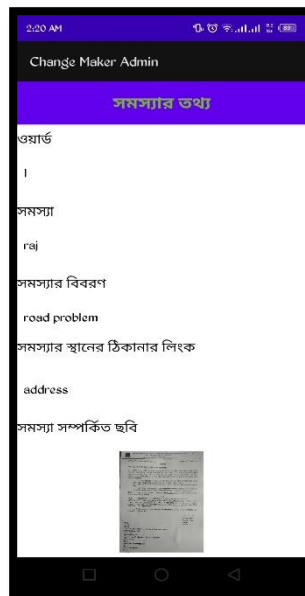 2:20 AM
Change Maker Admin
সমস্যার তথ্য
ওয়ার্ড
1
সমস্যা
raj
সমস্যার বিবরণ
road problem
সমস্যার স্থানের ঠিকানার লিংক
address
সমস্যা সম্পর্কিত ছবি